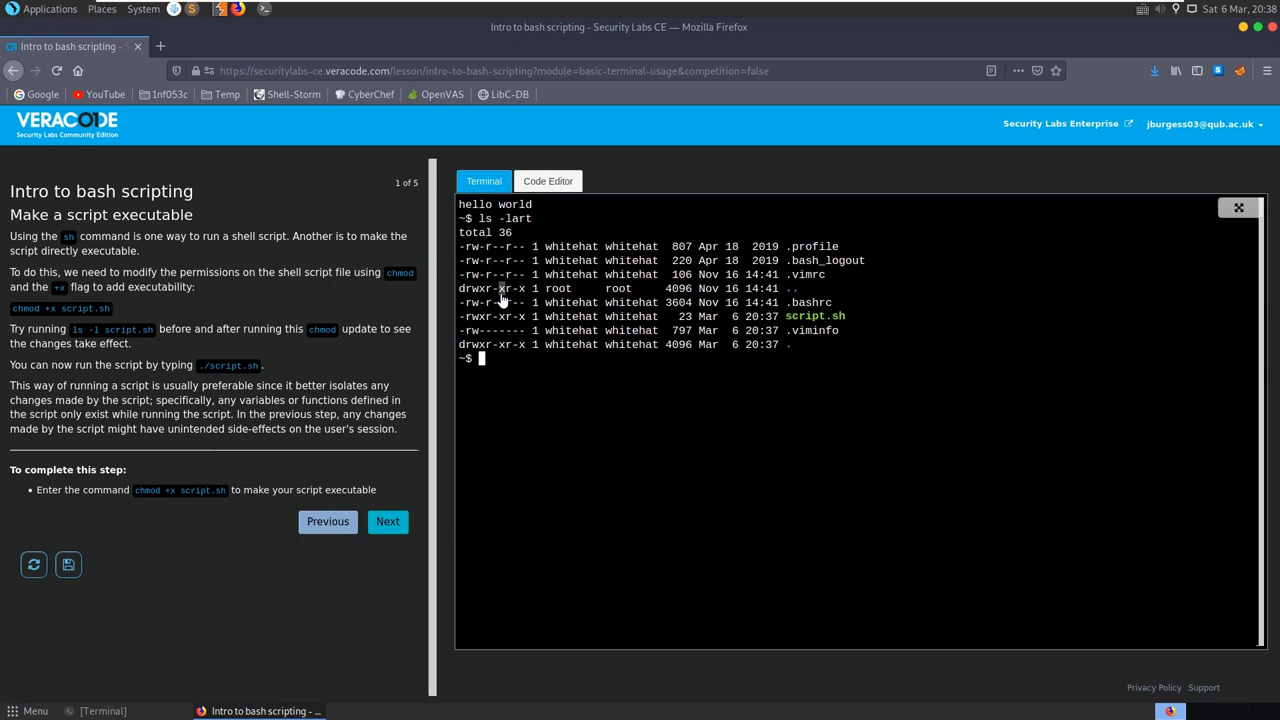 Applications Places System Sat 6 Mar, 20:38
Intro to bash scripting - Security Labs CE — Mozilla Firefox
Intro to bash scripting - S
https://securitylabs-ce.veracode.com/lesson/intro-to-bash-scripting?module=basic-terminal-usage&competition=false
Google YouTube 1nf053c Temp Shell-Storm CyberChef OpenVAS LibC-DB
VERACODE
Security Labs Community Edition
Security Labs Enterprise jburgess03@qub.ac.uk
1 of 5
Intro to bash scripting
Make a script executable
Using the sh command is one way to run a shell script. Another is to make the
script directly executable.
To do this, we need to modify the permissions on the shell script file using chmod
and the +x flag to add executability:
chmod +x script.sh
Try running ls -l script.sh before and after running this chmod update to see
the changes take effect.
You can now run the script by typing ./script.sh.
This way of running a script is usually preferable since it better isolates any
changes made by the script; specifically, any variables or functions defined in
the script only exist while running the script. In the previous step, any changes
made by the script might have unintended side-effects on the user's session.
To complete this step:
• Enter the command chmod +x script.sh to make your script executable
Previous Next
Terminal Code Editor
hello world
~$ ls -lart
total 36
-rw-r--r-- 1 whitehat whitehat 807 Apr 18 2019 .profile
-rw-r--r-- 1 whitehat whitehat 220 Apr 18 2019 .bash_logout
-rw-r--r-- 1 whitehat whitehat 106 Nov 16 14:41 .vimrc
drwxr-xr-x 1 root root 4096 Nov 16 14:41 ..
-rw-r--r-- 1 whitehat whitehat 3604 Nov 16 14:41 .bashrc
-rwxr-xr-x 1 whitehat whitehat 23 Mar 6 20:37 script.sh
-rw------- 1 whitehat whitehat 797 Mar 6 20:37 .viminfo
drwxr-xr-x 1 whitehat whitehat 4096 Mar 6 20:37 .
~$
Privacy Policy Support
Menu [Terminal] Intro to bash scripting - ...